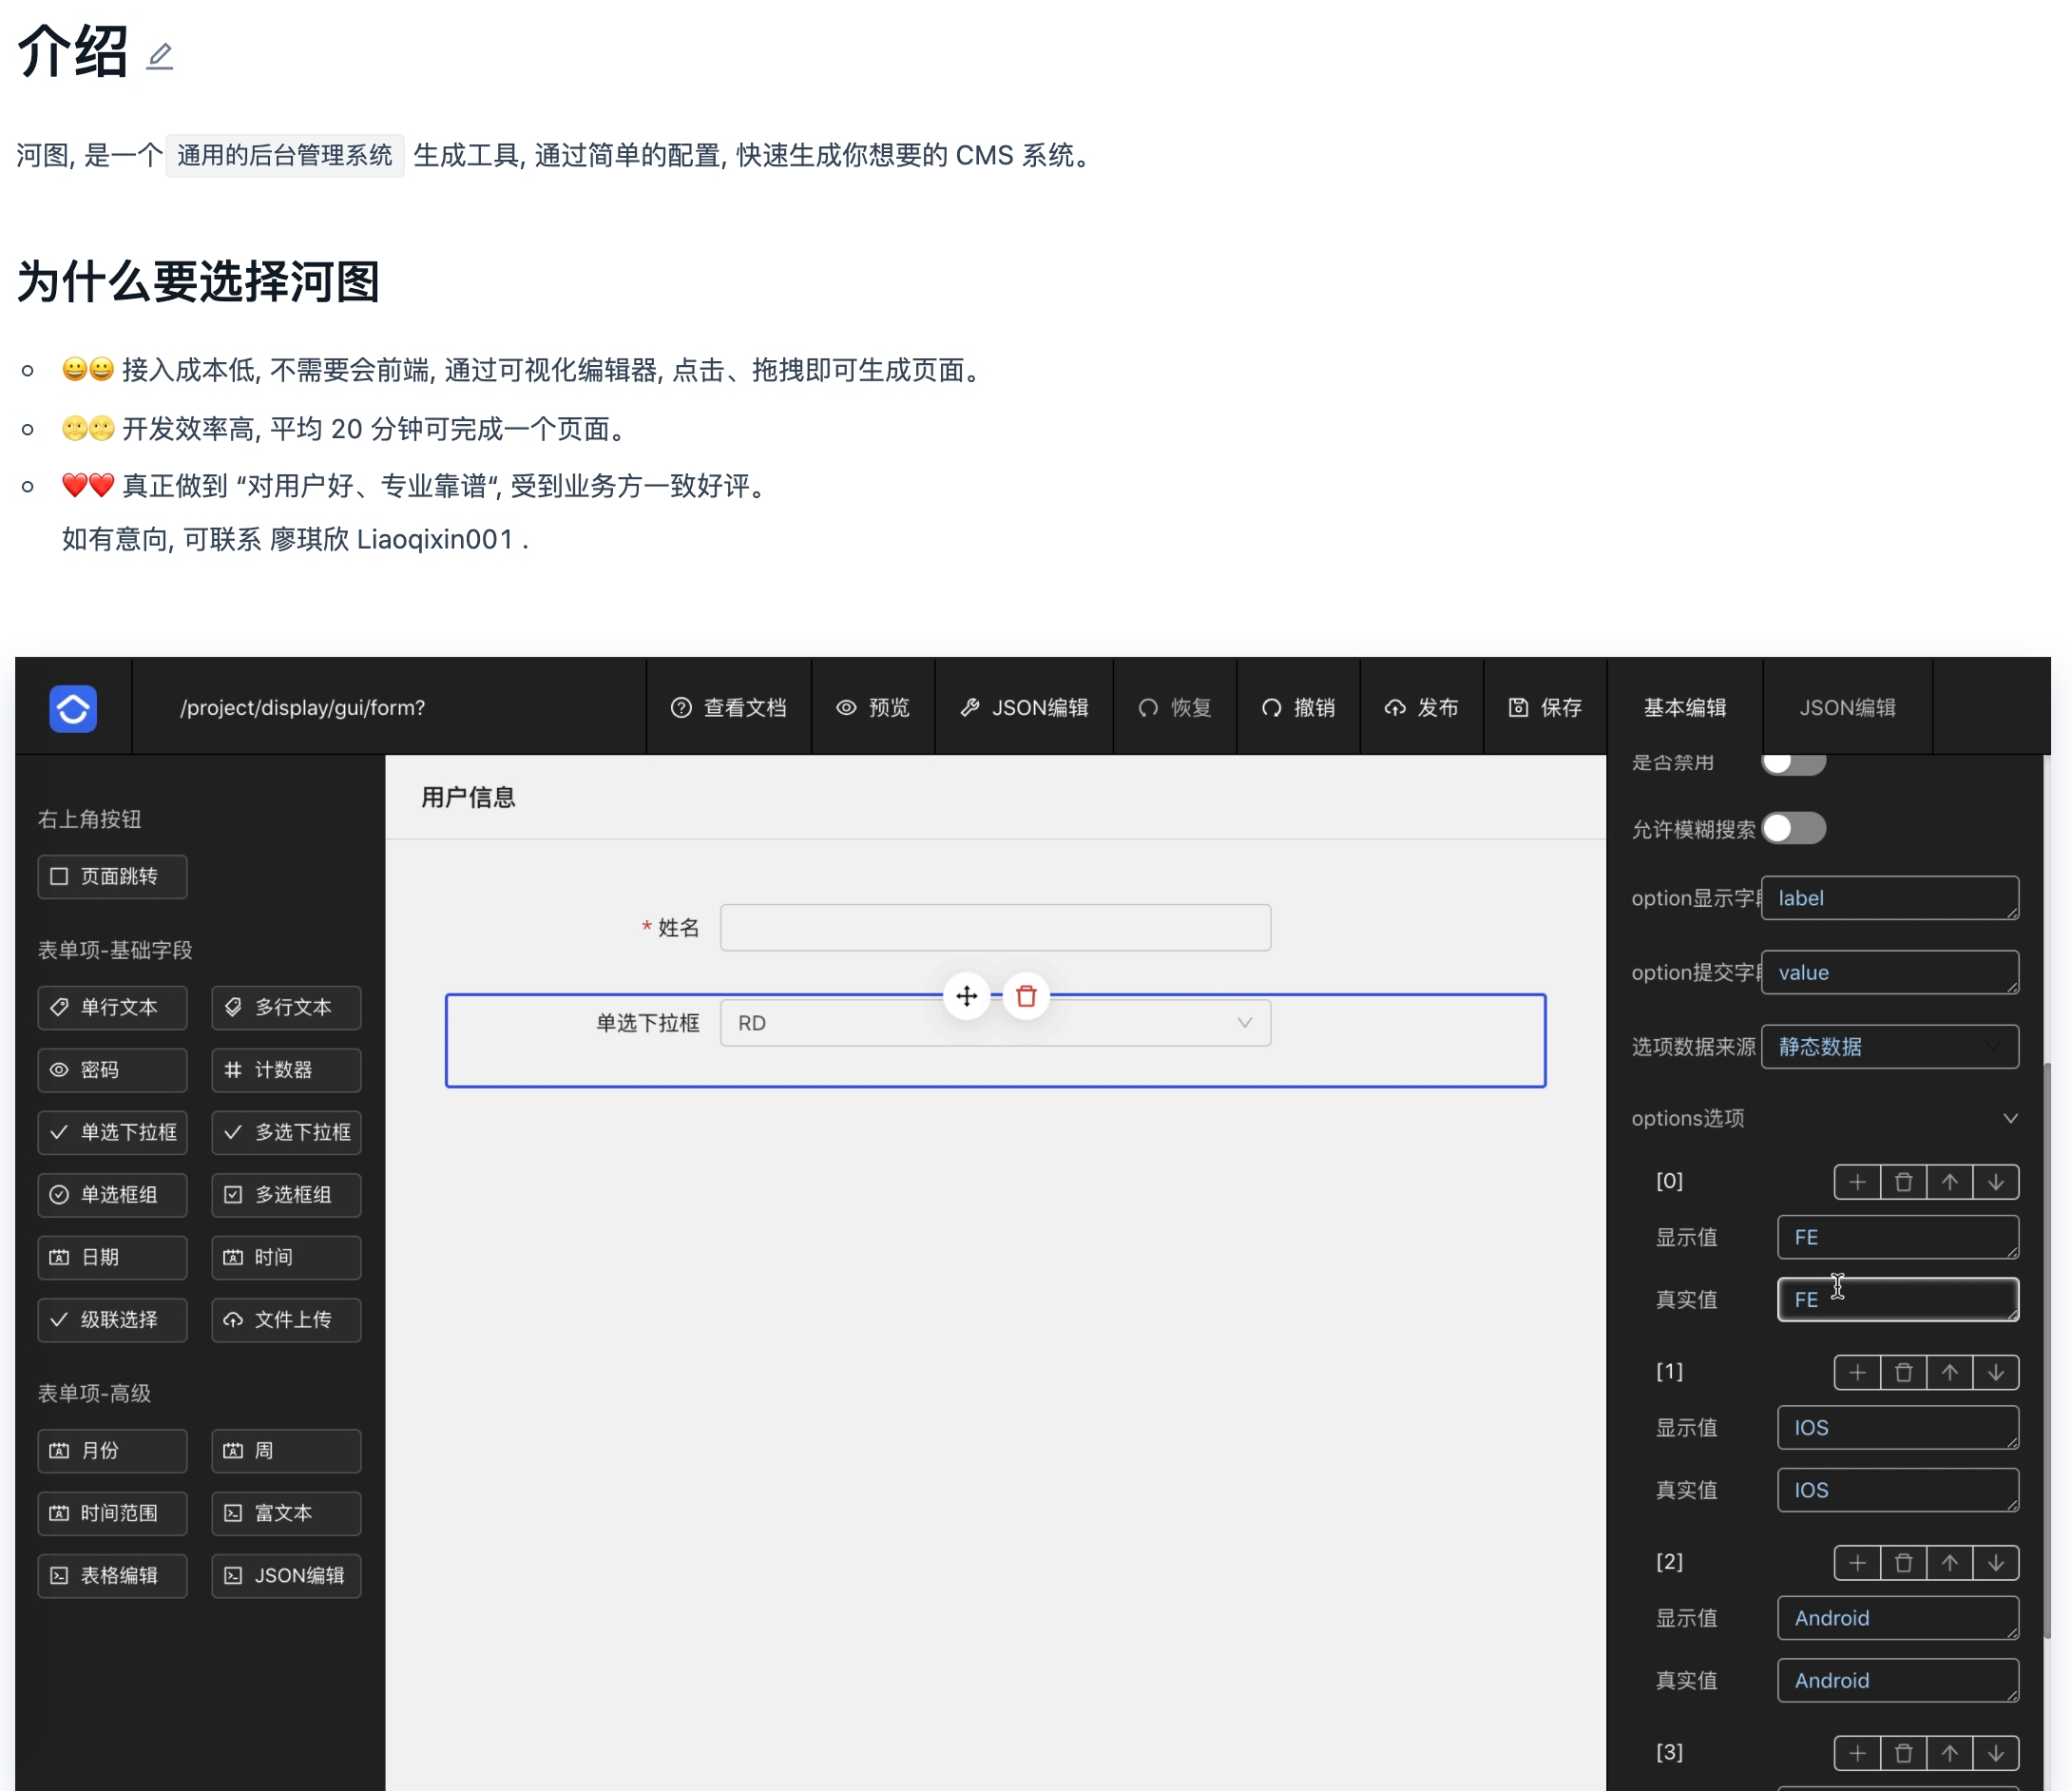 介绍
河图, 是一个 通用的后台管理系统 生成工具, 通过简单的配置, 快速生成你想要的 CMS 系统。
为什么要选择河图
😀😀 接入成本低, 不需要会前端, 通过可视化编辑器, 点击、拖拽即可生成页面。
🌝🌝 开发效率高, 平均 20 分钟可完成一个页面。
❤️❤️ 真正做到 “对用户好、专业靠谱“, 受到业务方一致好评。
如有意向, 可联系 廖琪欣 Liaoqixin001 .
/project/display/gui/form? 查看文档 预览 JSON编辑 恢复 撤销 发布 保存 基本编辑 JSON编辑
右上角按钮
页面跳转
表单项-基础字段
单行文本 多行文本
密码 计数器
单选下拉框 多选下拉框
单选框组 多选框组
日期 时间
级联选择 文件上传
表单项-高级
月份 周
时间范围 富文本
表格编辑 JSON编辑
用户信息
* 姓名
单选下拉框 RD
是否禁用
允许模糊搜索
option显示字段 label
option提交字段 value
选项数据来源 静态数据
options选项
[0]
显示值 FE
真实值 FE
[1]
显示值 IOS
真实值 IOS
[2]
显示值 Android
真实值 Android
[3]